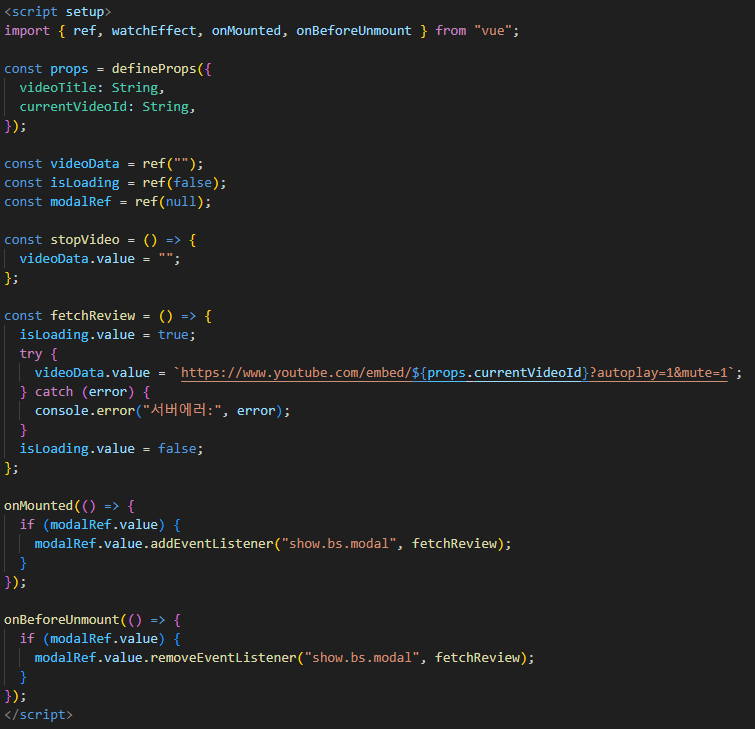 <script setup>
import { ref, watchEffect, onMounted, onBeforeUnmount } from "vue";
const props = defineProps({
  videoTitle: String,
  currentVideoId: String,
});
const videoData = ref("");
const isLoading = ref(false);
const modalRef = ref(null);
const stopVideo = () => {
  videoData.value = "";
};
const fetchReview = () => {
  isLoading.value = true;
  try {
    videoData.value = `https://www.youtube.com/embed/${props.currentVideoId}?autoplay=1&mute=1`;
  } catch (error) {
    console.error("서버에러:", error);
  }
  isLoading.value = false;
};
onMounted(() => {
  if (modalRef.value) {
    modalRef.value.addEventListener("show.bs.modal", fetchReview);
  }
});
onBeforeUnmount(() => {
  if (modalRef.value) {
    modalRef.value.removeEventListener("show.bs.modal", fetchReview);
  }
});
</script>